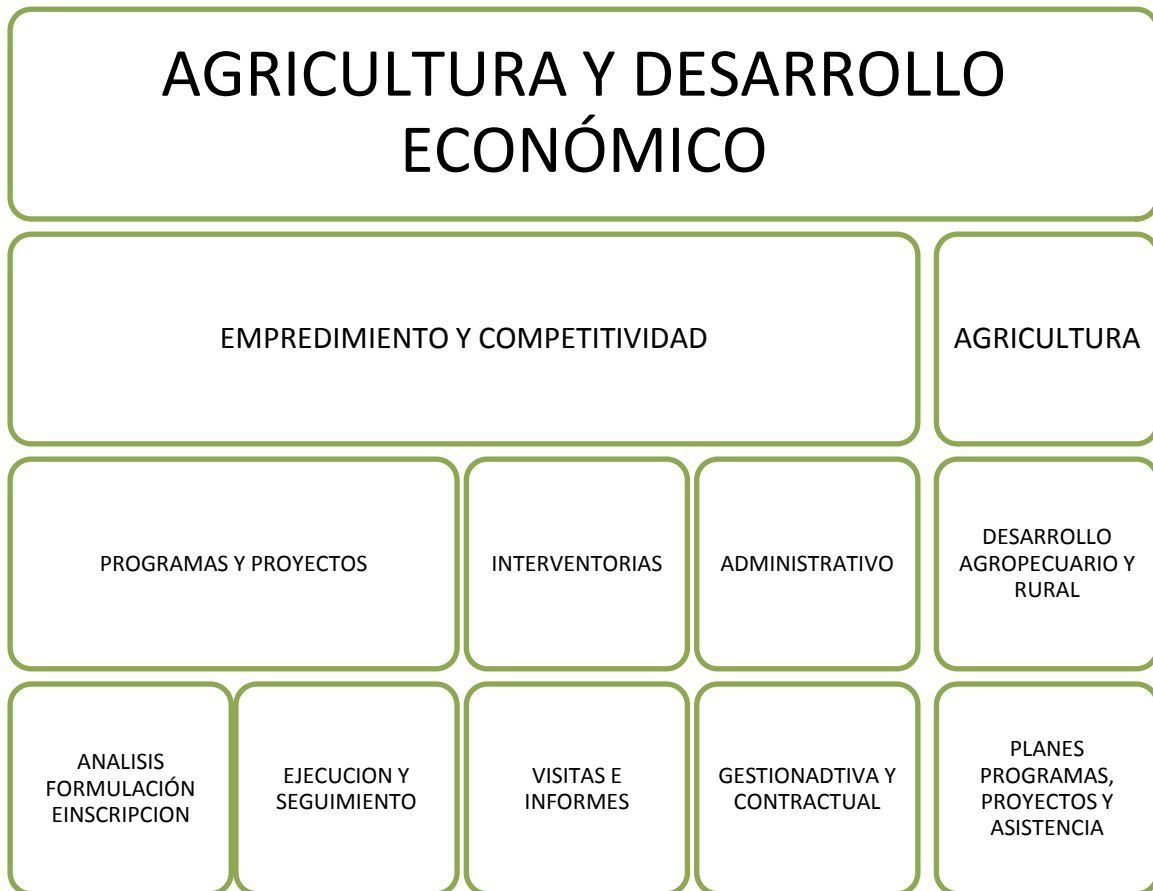 AGRICULTURA Y DESARROLLO
ECONÓMICO
EMPREDIMIENTO Y COMPETITIVIDAD
AGRICULTURA
PROGRAMAS Y PROYECTOS
INTERVENTORIAS
ADMINISTRATIVO
DESARROLLO
AGROPECUARIO Y
RURAL
ANALISIS
FORMULACIÓN
EINSCRIPCION
EJECUCION Y
SEGUIMIENTO
VISITAS E
INFORMES
GESTIONADTIVA Y
CONTRACTUAL
PLANES
PROGRAMAS,
PROYECTOS Y
ASISTENCIA